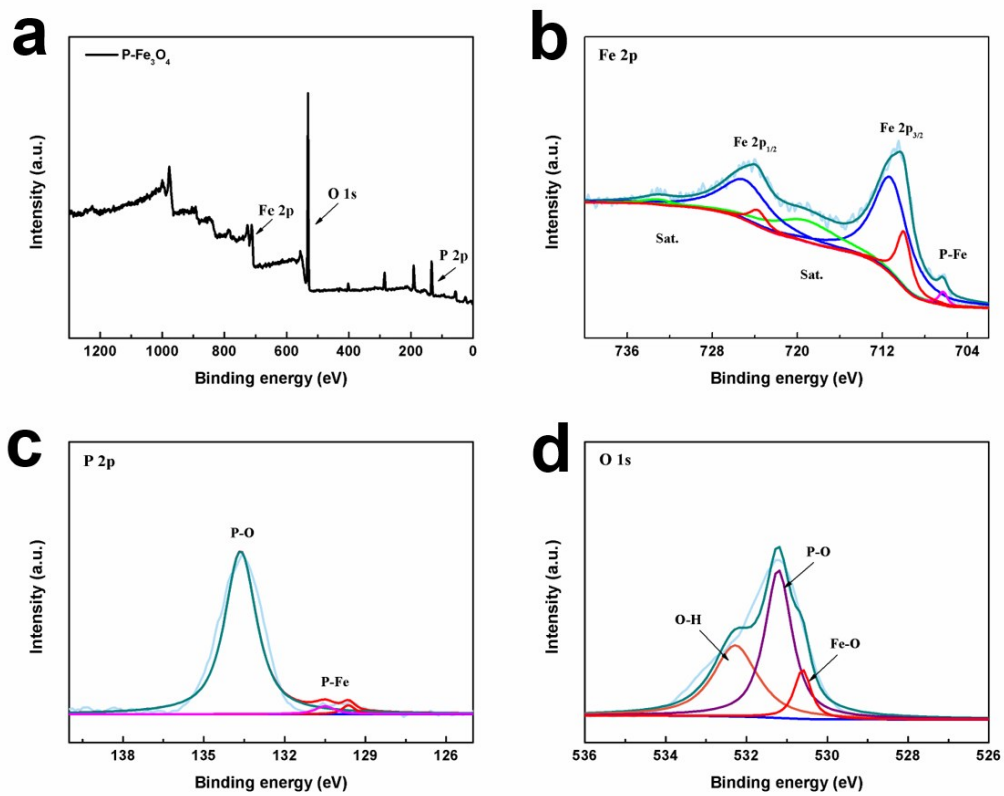 a
P-Fe₃O₄
O 1s
Fe 2p
P 2p
Intensity (a.u.)
1200 1000 800 600 400 200 0
Binding energy (eV)
b
Fe 2p
Fe 2p₃/₂
Fe 2p₁/₂
Sat.
P-Fe
Sat.
Intensity (a.u.)
736 728 720 712 704
Binding energy (eV)
c
P 2p
P-O
P-Fe
Intensity (a.u.)
138 135 132 129 126
Binding energy (eV)
d
O 1s
P-O
O-H
Fe-O
Intensity (a.u.)
536 534 532 530 528 526
Binding energy (eV)